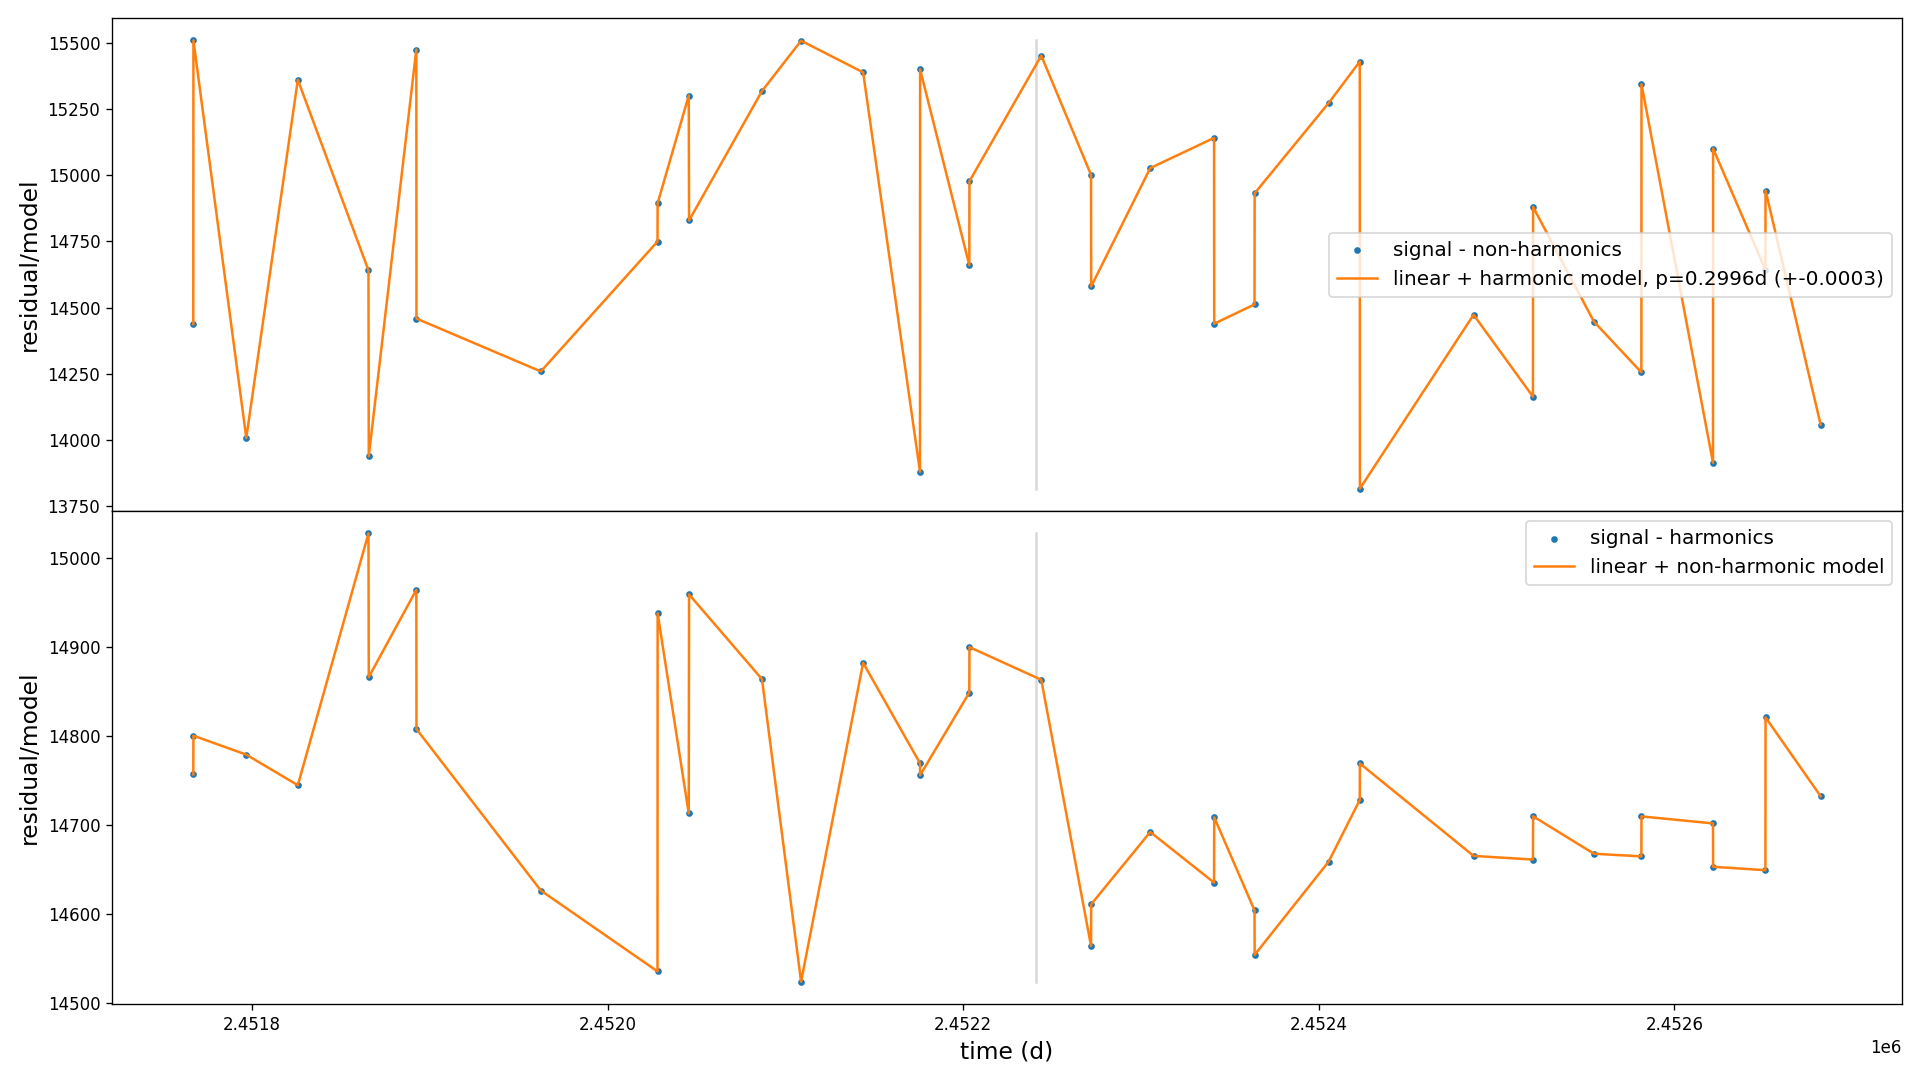 15500
15250
15000
14750
14500
14250
14000
13750
residual/model
signal - non-harmonics
linear + harmonic model, p=0.2996d (+-0.0003)
15000
14900
14800
14700
14600
14500
residual/model
signal - harmonics
linear + non-harmonic model
2.4518 2.4520 2.4522 2.4524 2.4526
1e6
time (d)